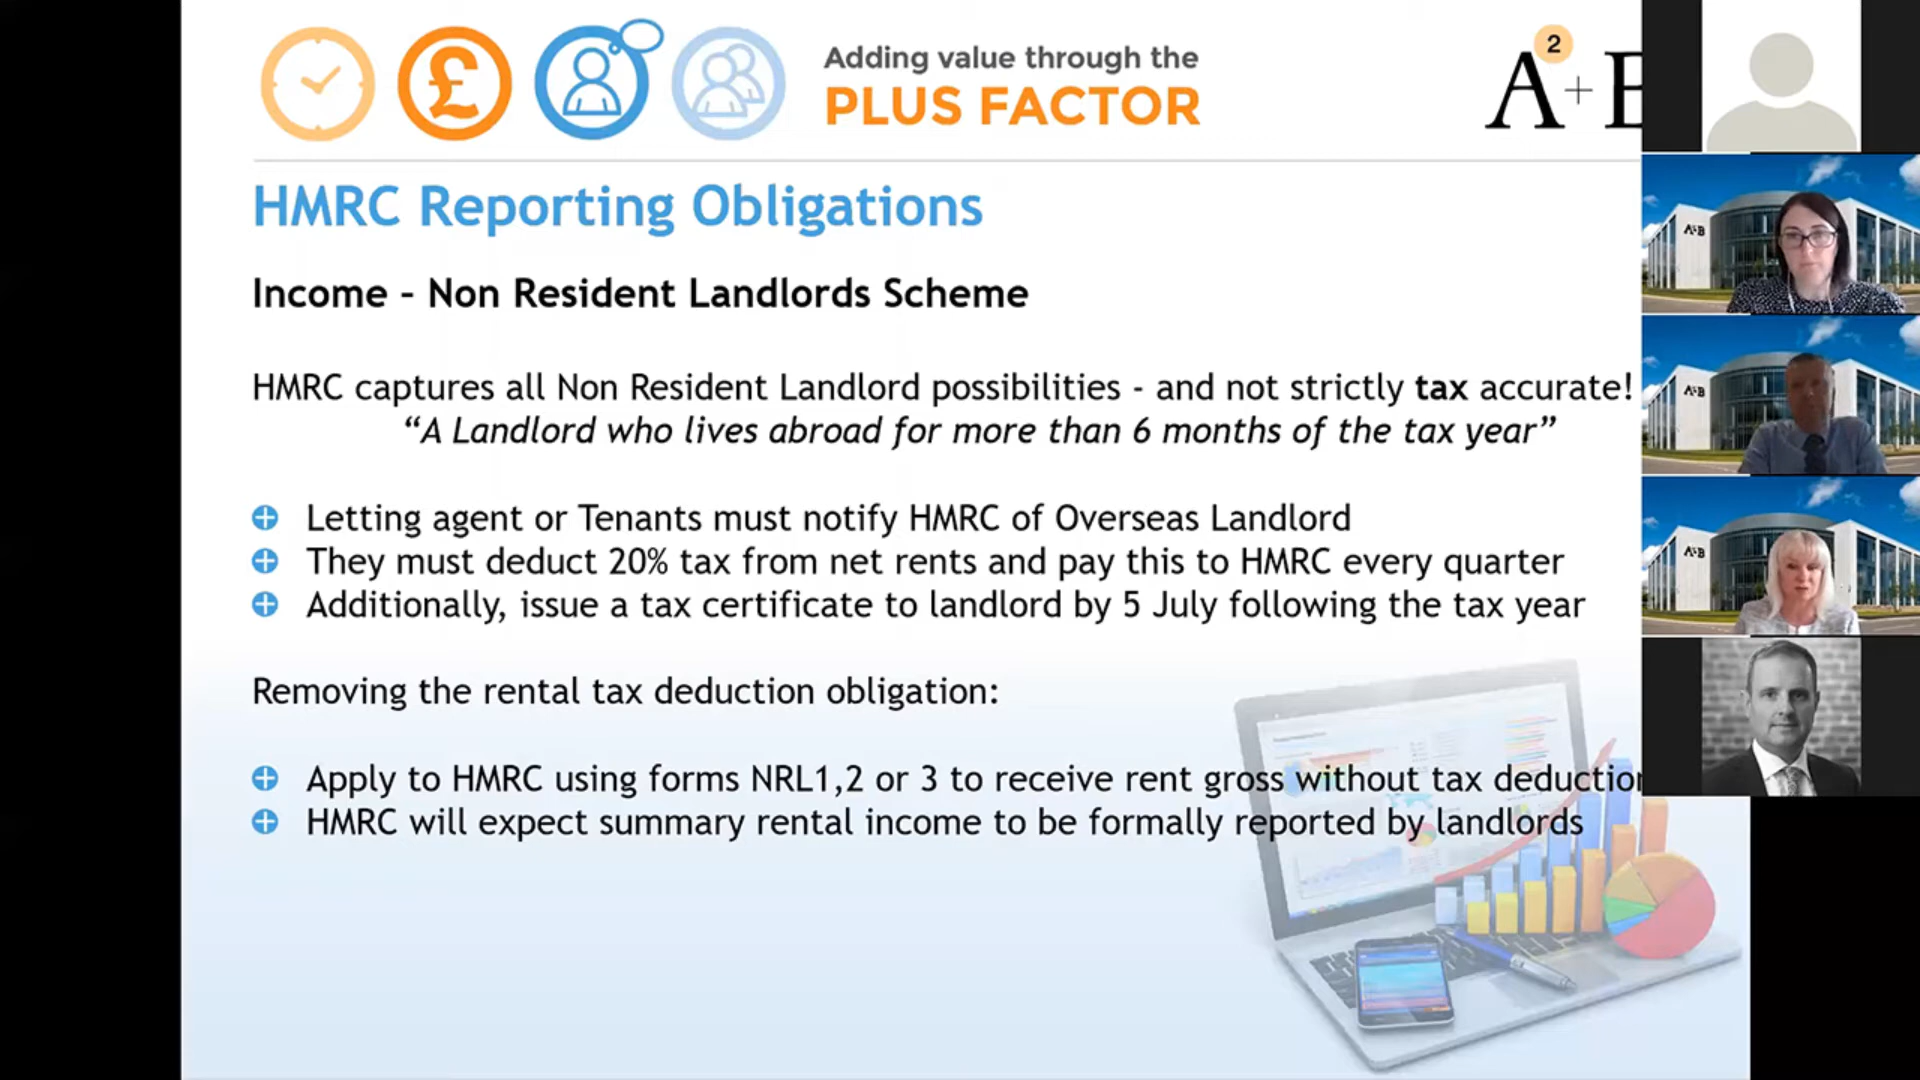 Adding value through the
PLUS FACTOR
A + B
2
HMRC Reporting Obligations
Income – Non Resident Landlords Scheme
HMRC captures all Non Resident Landlord possibilities - and not strictly tax accurate!
“A Landlord who lives abroad for more than 6 months of the tax year”
Letting agent or Tenants must notify HMRC of Overseas Landlord
They must deduct 20% tax from net rents and pay this to HMRC every quarter
Additionally, issue a tax certificate to landlord by 5 July following the tax year
Removing the rental tax deduction obligation:
Apply to HMRC using forms NRL1,2 or 3 to receive rent gross without tax deduction
HMRC will expect summary rental income to be formally reported by landlords
A+B
A+B
A+B